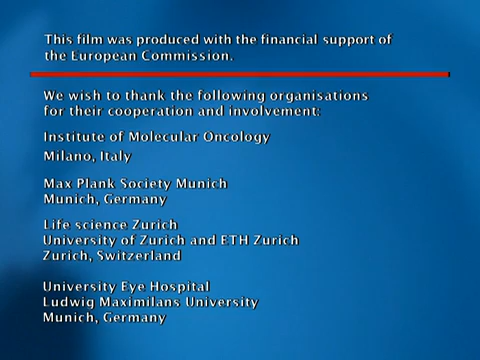 This film was produced with the financial support of
the European Commission.
We wish to thank the following organisations
for their cooperation and involvement:
Institute of Molecular Oncology
Milano, Italy
Max Plank Society Munich
Munich, Germany
Life science Zurich
University of Zurich and ETH Zurich
Zurich, Switzerland
University Eye Hospital
Ludwig Maximilans University
Munich, Germany